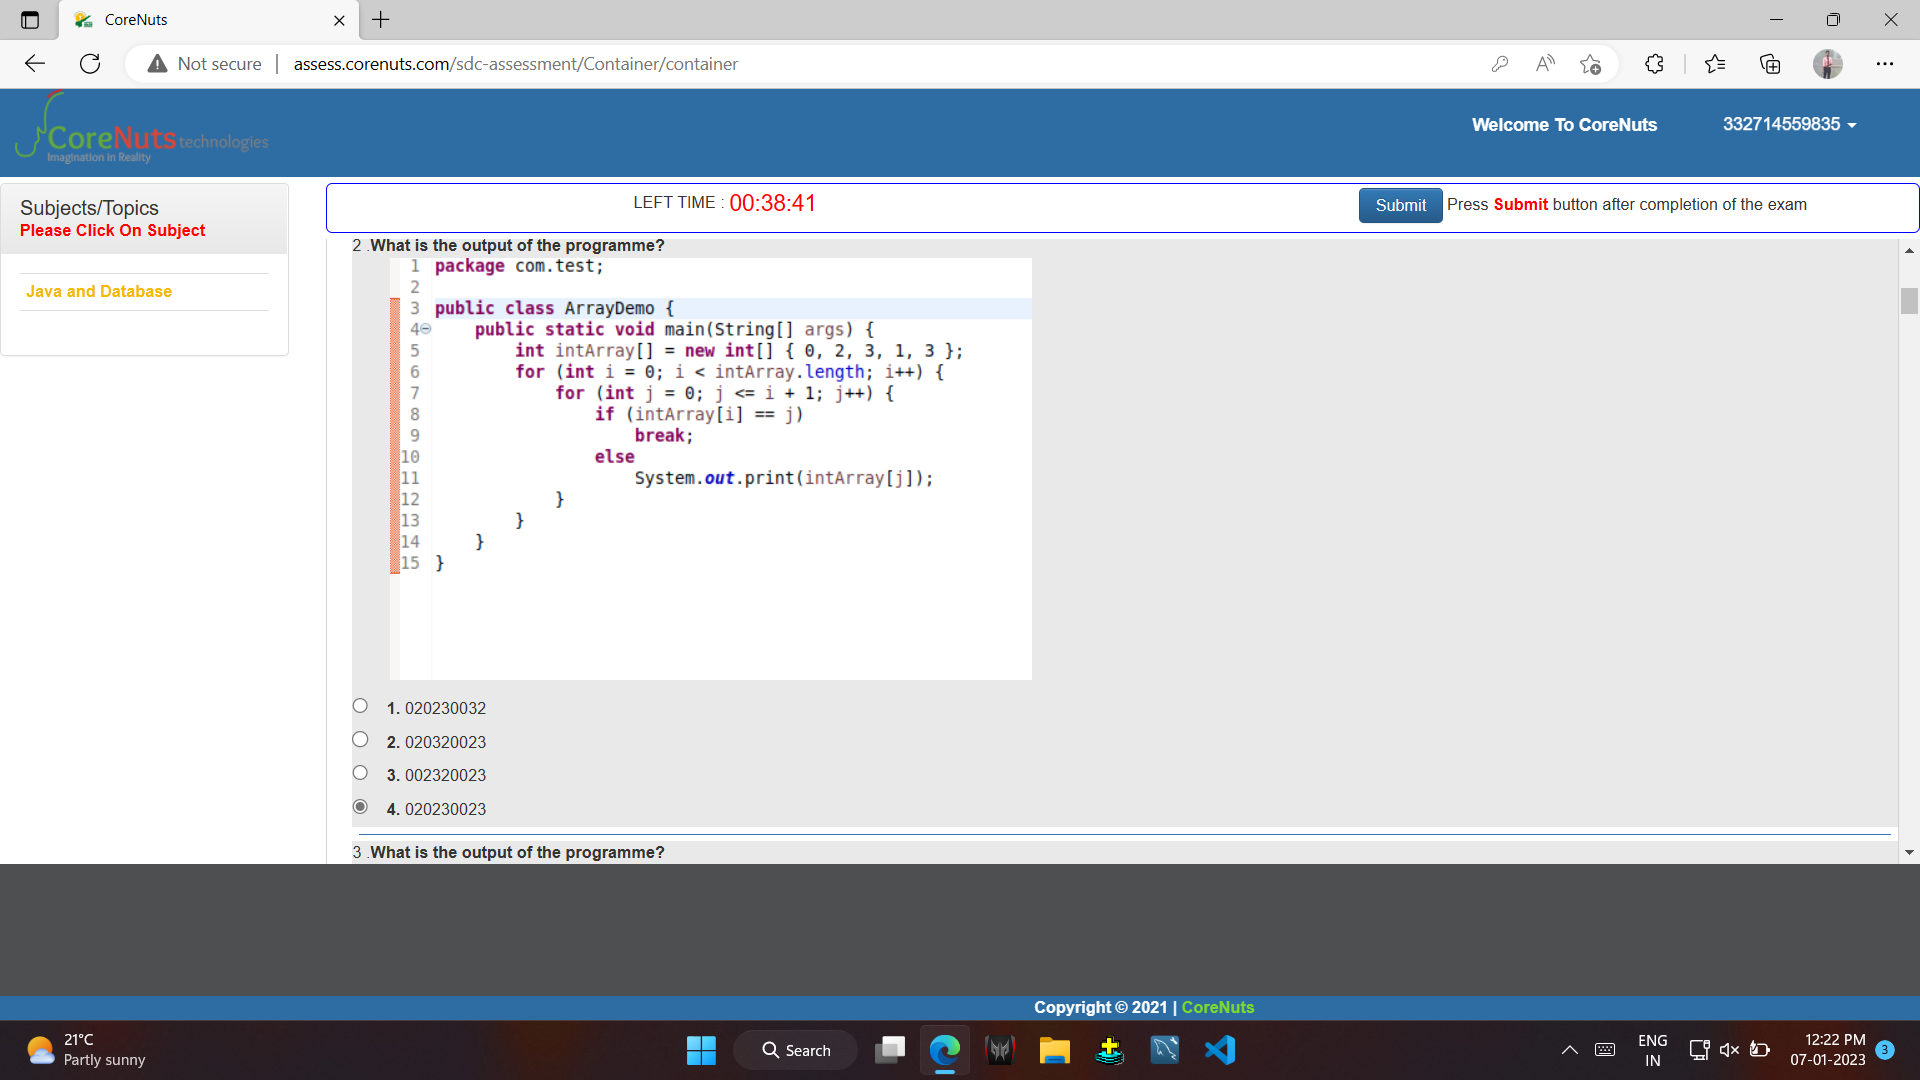 CoreNuts
Not secure
assess.corenuts.com/sdc-assessment/Container/container
CoreNuts technologies
Imagination in Reality
Welcome To CoreNuts
332714559835
Subjects/Topics
Please Click On Subject
Java and Database
LEFT TIME : 00:38:41
Submit Press Submit button after completion of the exam
2 .What is the output of the programme?
1 package com.test;
2
3 public class ArrayDemo {
4 public static void main(String[] args) {
5 int intArray[] = new int[] { 0, 2, 3, 1, 3 };
6 for (int i = 0; i < intArray.length; i++) {
7 for (int j = 0; j <= i + 1; j++) {
8 if (intArray[i] == j)
9 break;
10 else
11 System.out.print(intArray[j]);
12 }
13 }
14 }
15 }
1. 020230032
2. 020320023
3. 002320023
4. 020230023
3 .What is the output of the programme?
Copyright © 2021 | CoreNuts
21°C
Partly sunny
Search
ENG
IN
12:22 PM
07-01-2023
3